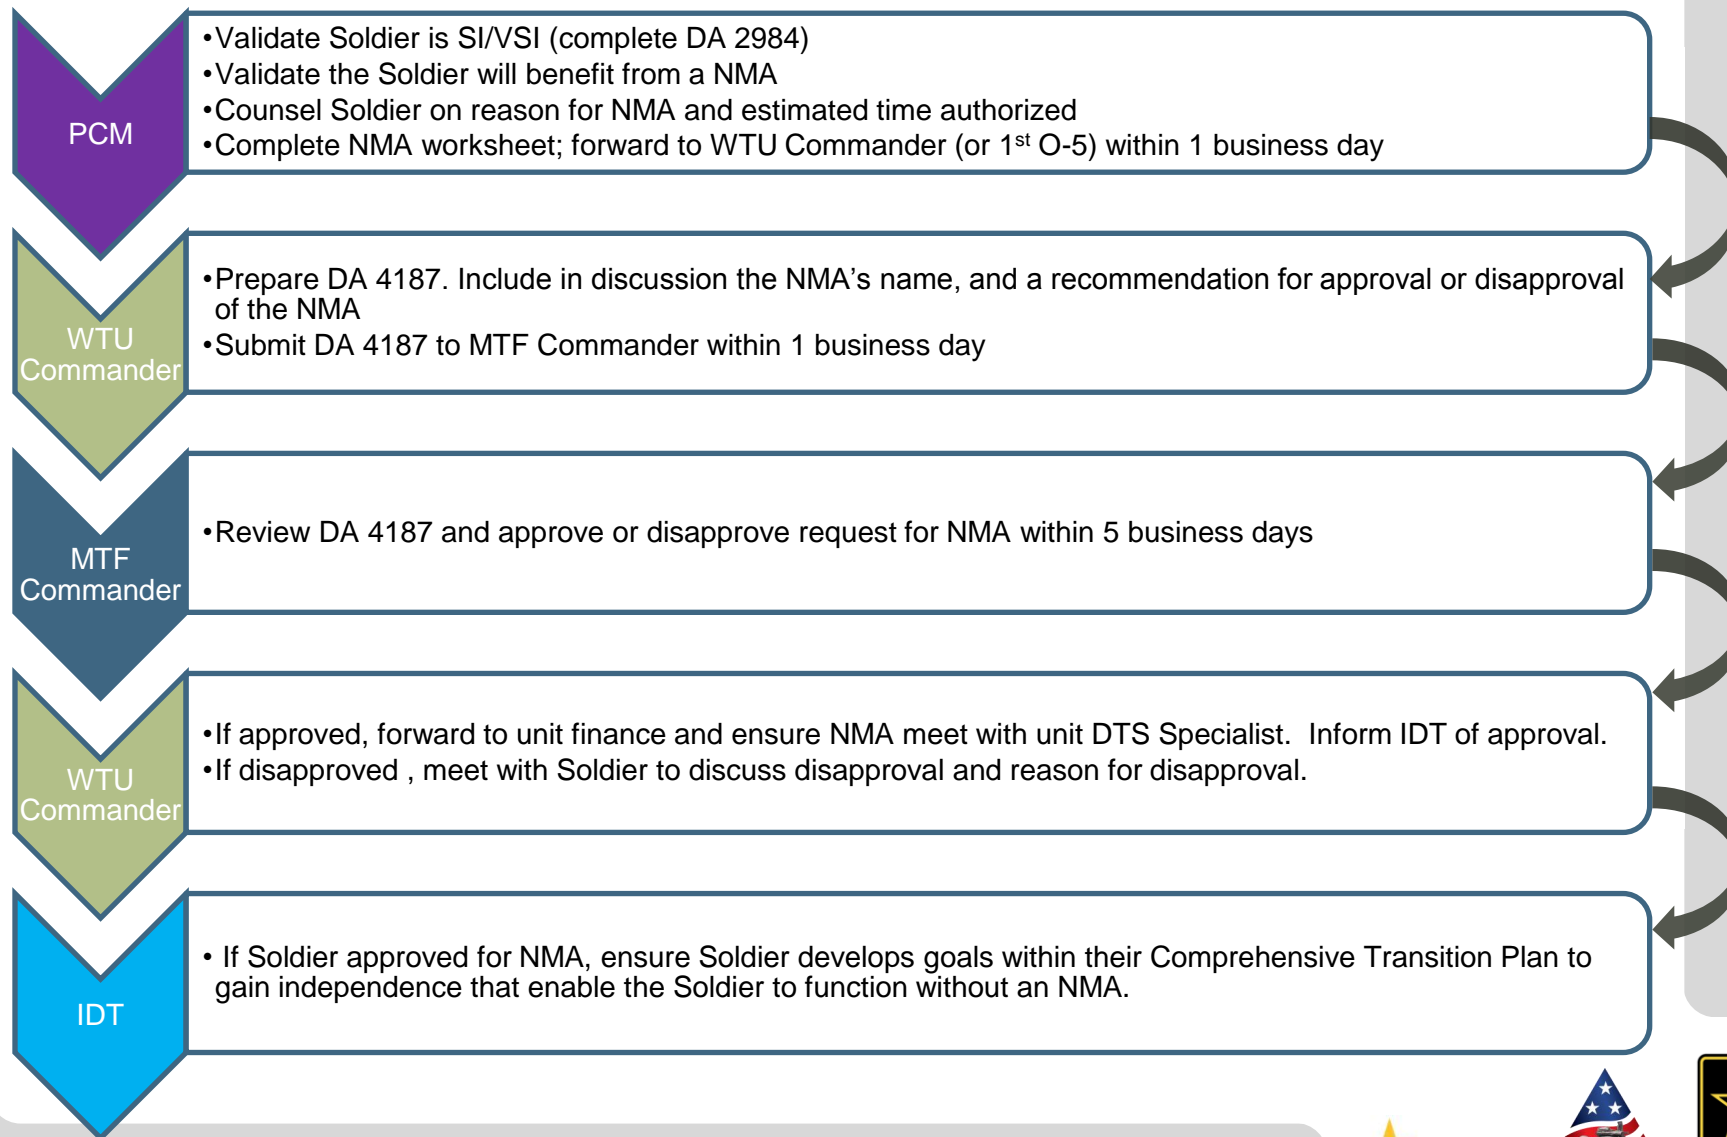 PCM
•Validate Soldier is SI/VSI (complete DA 2984)
•Validate the Soldier will benefit from a NMA
•Counsel Soldier on reason for NMA and estimated time authorized
•Complete NMA worksheet; forward to WTU Commander (or 1st O-5) within 1 business day
WTU
Commander
•Prepare DA 4187. Include in discussion the NMA’s name, and a recommendation for approval or disapproval
of the NMA
•Submit DA 4187 to MTF Commander within 1 business day
MTF
Commander
•Review DA 4187 and approve or disapprove request for NMA within 5 business days
WTU
Commander
•If approved, forward to unit finance and ensure NMA meet with unit DTS Specialist.  Inform IDT of approval.
•If disapproved , meet with Soldier to discuss disapproval and reason for disapproval.
IDT
• If Soldier approved for NMA, ensure Soldier develops goals within their Comprehensive Transition Plan to
gain independence that enable the Soldier to function without an NMA.